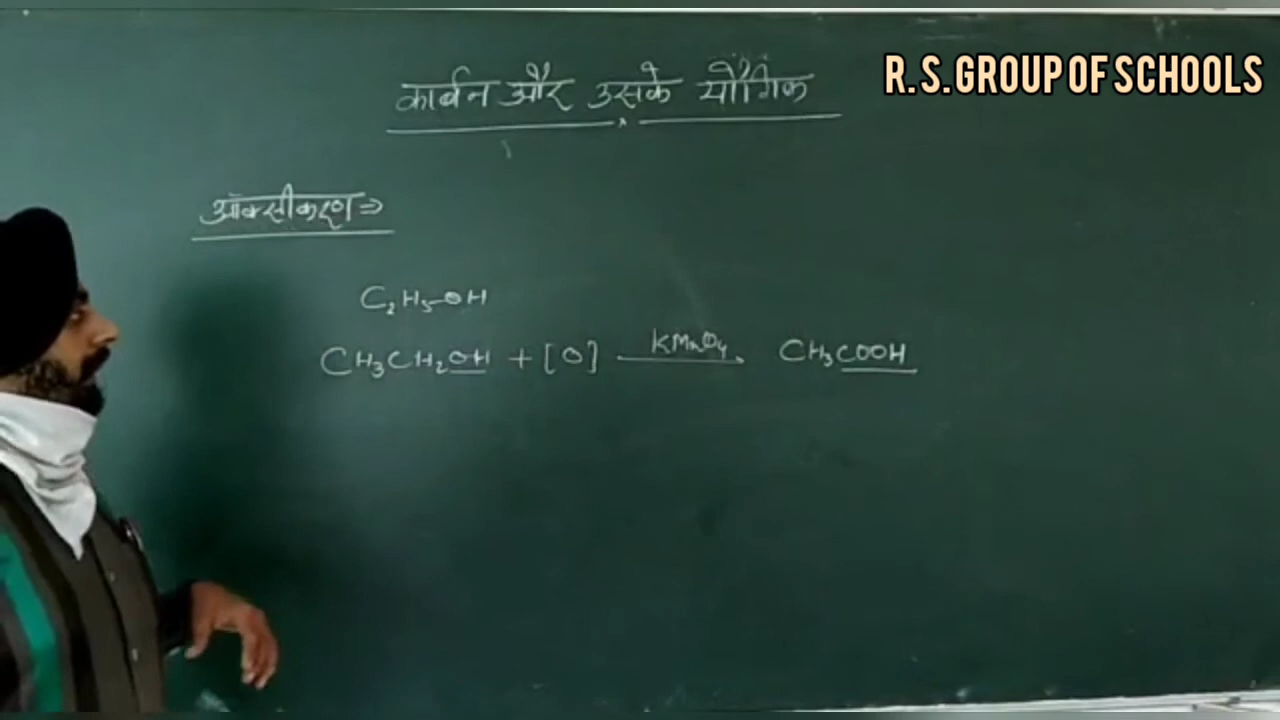 R.S.GROUP OF SCHOOLS
कार्बन और उसके यौगिक
ऑक्सीकरण ⇒
C₂H₅-OH
CH₃CH₂OH + [O] KMnO₄ → CH₃COOH